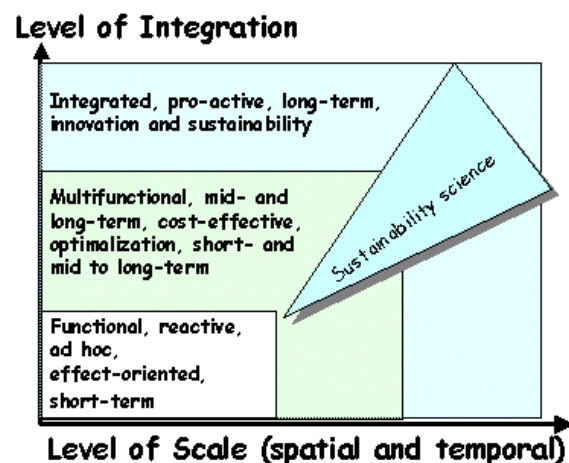 Level of Integration
Integrated, pro-active, long-term,
innovation and sustainability
Multifunctional, mid- and
long-term, cost-effective,
optimalization, short- and
mid to long-term
Sustainability science
Functional, reactive,
ad hoc,
effect-oriented,
short-term
Level of Scale (spatial and temporal)